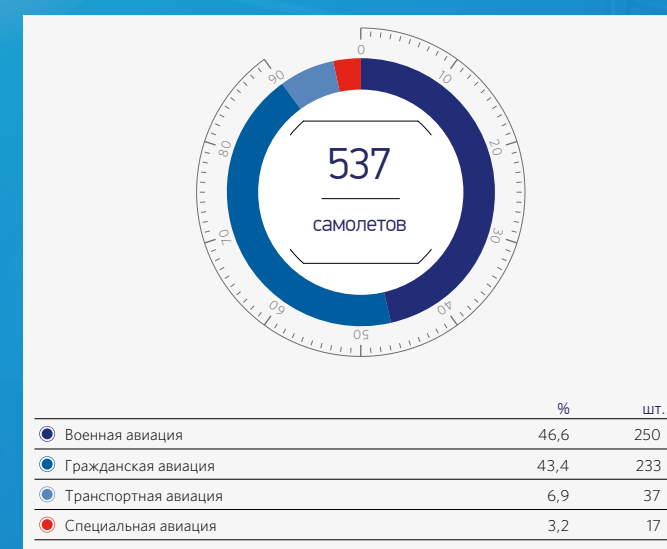 0
10
20
30
40
50
60
70
80
90
537
самолетов
% шт.
Военная авиация 46,6 250
Гражданская авиация 43,4 233
Транспортная авиация 6,9 37
Специальная авиация 3,2 17